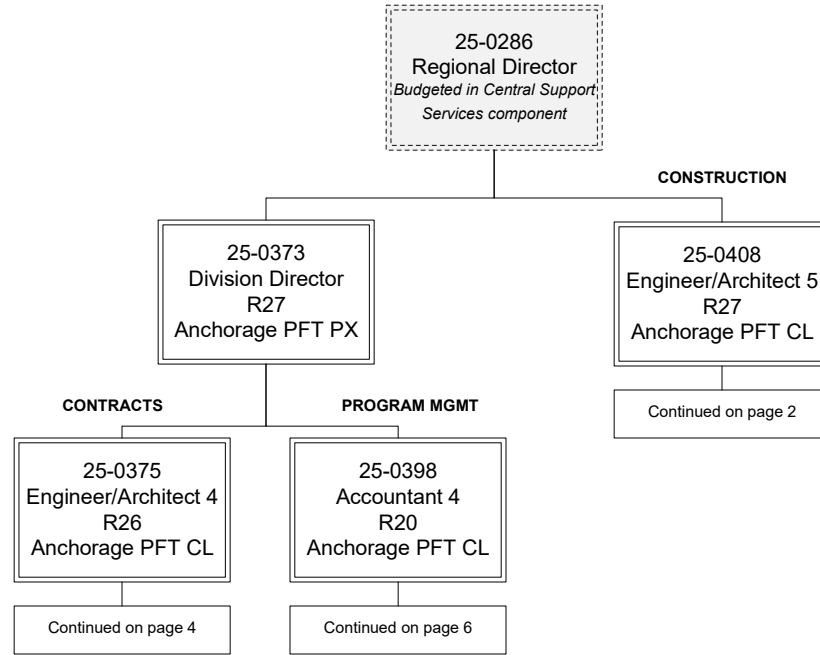 25-0286
Regional Director
Budgeted in Central Support
Services component
CONSTRUCTION
25-0373
Division Director
R27
Anchorage PFT PX
25-0408
Engineer/Architect 5
R27
Anchorage PFT CL
Continued on page 2
CONTRACTS
PROGRAM MGMT
25-0375
Engineer/Architect 4
R26
Anchorage PFT CL
Continued on page 4
25-0398
Accountant 4
R20
Anchorage PFT CL
Continued on page 6